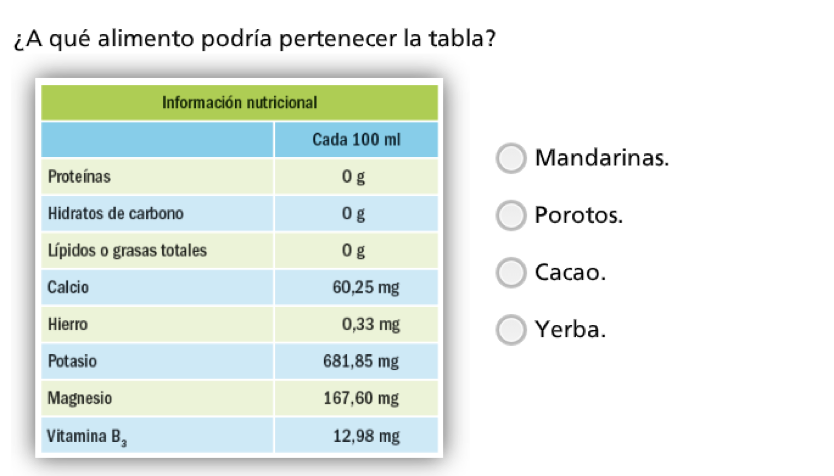 ¿A qué alimento podría pertenecer la tabla?
Información nutricional
Cada 100 ml
Proteínas 0 g
Hidratos de carbono 0 g
Lípidos o grasas totales 0 g
Calcio 60,25 mg
Hierro 0,33 mg
Potasio 681,85 mg
Magnesio 167,60 mg
Vitamina B₃ 12,98 mg
Mandarinas.
Porotos.
Cacao.
Yerba.